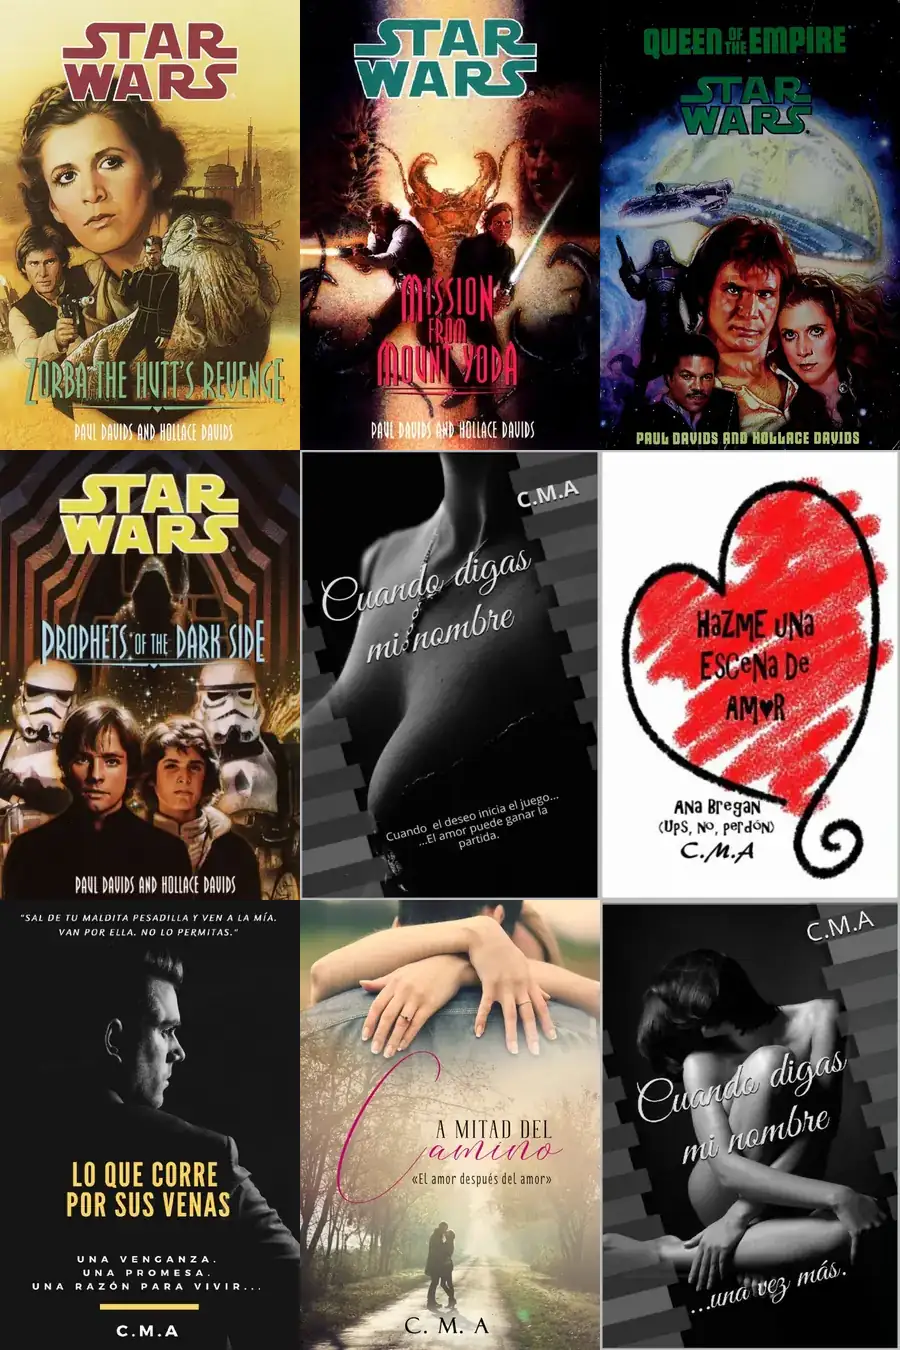 STAR
WARS
ZORBA THE HUTT'S REVENGE
PAUL DAVIDS AND HOLLACE DAVIDS
STAR
WARS
MISSION
FROM
MOUNT YODA
PAUL DAVIDS AND HOLLACE DAVIDS
QUEEN OF THE EMPIRE
STAR
WARS
PAUL DAVIDS AND HOLLACE DAVIDS
STAR
WARS
PROPHETS OF THE DARK SIDE
PAUL DAVIDS AND HOLLACE DAVIDS
C.M.A
Cuando digas
mi nombre
Cuando el deseo inicia el juego...
...El amor puede ganar la
partida.
HAZME UNA
ESCENA DE
AM♥R
ANA BREGAN
(UPS, NO, PERDÓN)
C.M.A
"SAL DE TU MALDITA PESADILLA Y VEN A LA MÍA.
VAN POR ELLA. NO LO PERMITAS."
LO QUE CORRE
POR SUS VENAS
UNA VENGANZA.
UNA PROMESA.
UNA RAZÓN PARA VIVIR...
C.M.A
A MITAD DEL
Camino
«El amor después del amor»
C. M. A
C.M.A
Cuando digas
mi nombre
...una vez más.